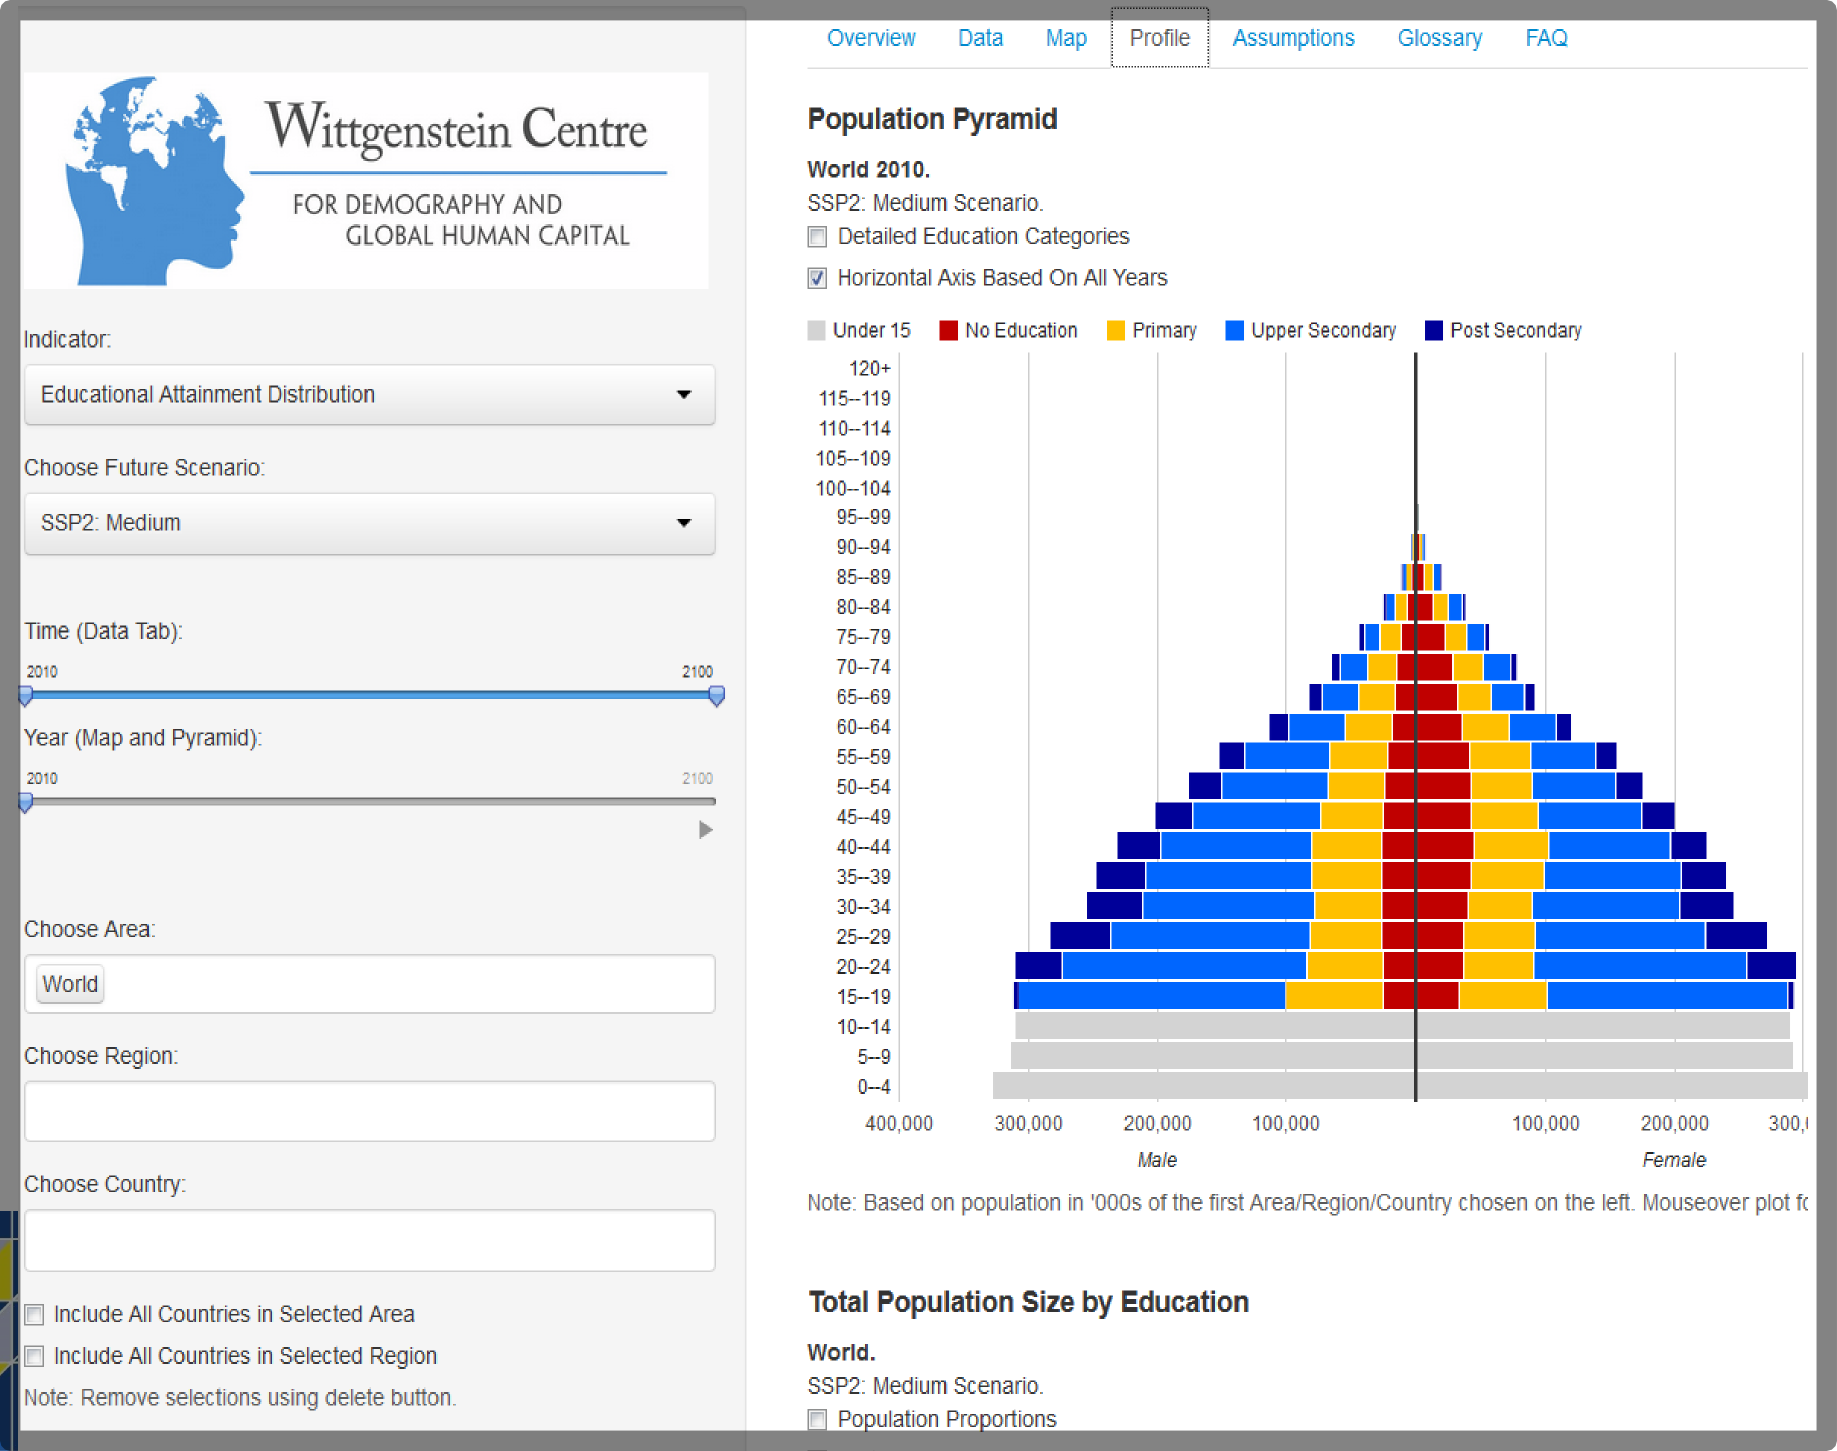 Wittgenstein Centre
FOR DEMOGRAPHY AND
GLOBAL HUMAN CAPITAL
Indicator:
Educational Attainment Distribution
Choose Future Scenario:
SSP2: Medium
Time (Data Tab):
2010 2100
Year (Map and Pyramid):
2010 2100
Choose Area:
World
Choose Region:
Choose Country:
Include All Countries in Selected Area
Include All Countries in Selected Region
Note: Remove selections using delete button.
Overview Data Map Profile Assumptions Glossary FAQ
Population Pyramid
World 2010.
SSP2: Medium Scenario.
Detailed Education Categories
Horizontal Axis Based On All Years
Under 15 No Education Primary Upper Secondary Post Secondary
120+
115--119
110--114
105--109
100--104
95--99
90--94
85--89
80--84
75--79
70--74
65--69
60--64
55--59
50--54
45--49
40--44
35--39
30--34
25--29
20--24
15--19
10--14
5--9
0--4
400,000 300,000 200,000 100,000 100,000 200,000 300,
Male Female
Note: Based on population in '000s of the first Area/Region/Country chosen on the left. Mouseover plot
Total Population Size by Education
World.
SSP2: Medium Scenario.
Population Proportions